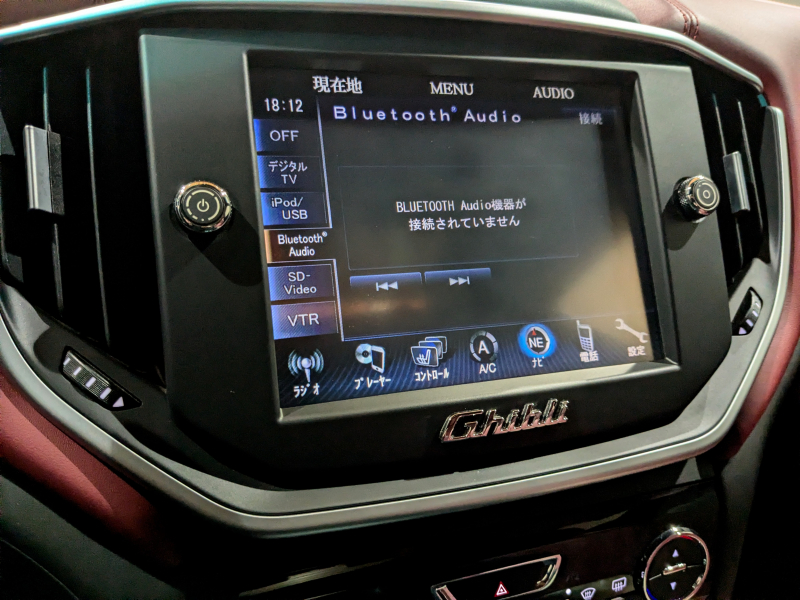 現在地 MENU AUDIO
18:12 Bluetooth® Audio 接続
OFF
デジタル
TV
iPod/
USB
Bluetooth®
Audio
SD-
Video
VTR
BLUETOOTH Audio機器が
接続されていません
ラジオ プレーヤー コントロール A A/C NE ナビ 電話 設定
Ghibli